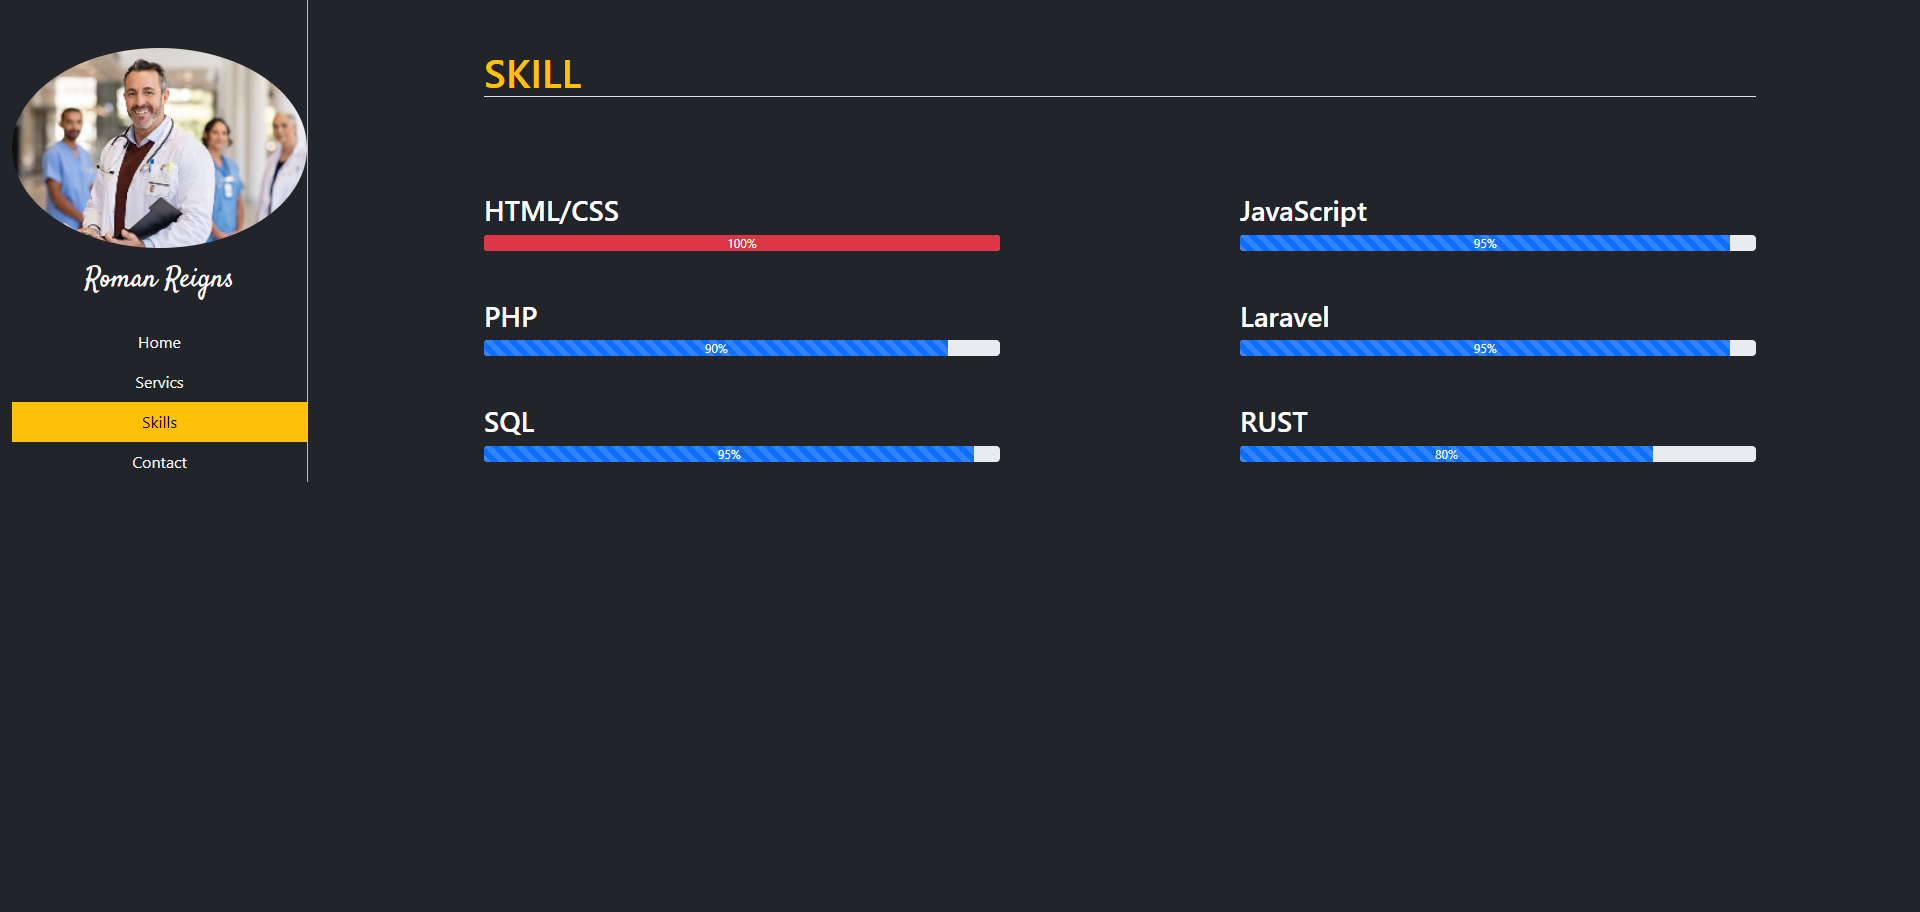 Roman Reigns
Home
Servics
Skills
Contact
SKILL
HTML/CSS
100%
JavaScript
95%
PHP
90%
Laravel
95%
SQL
95%
RUST
80%